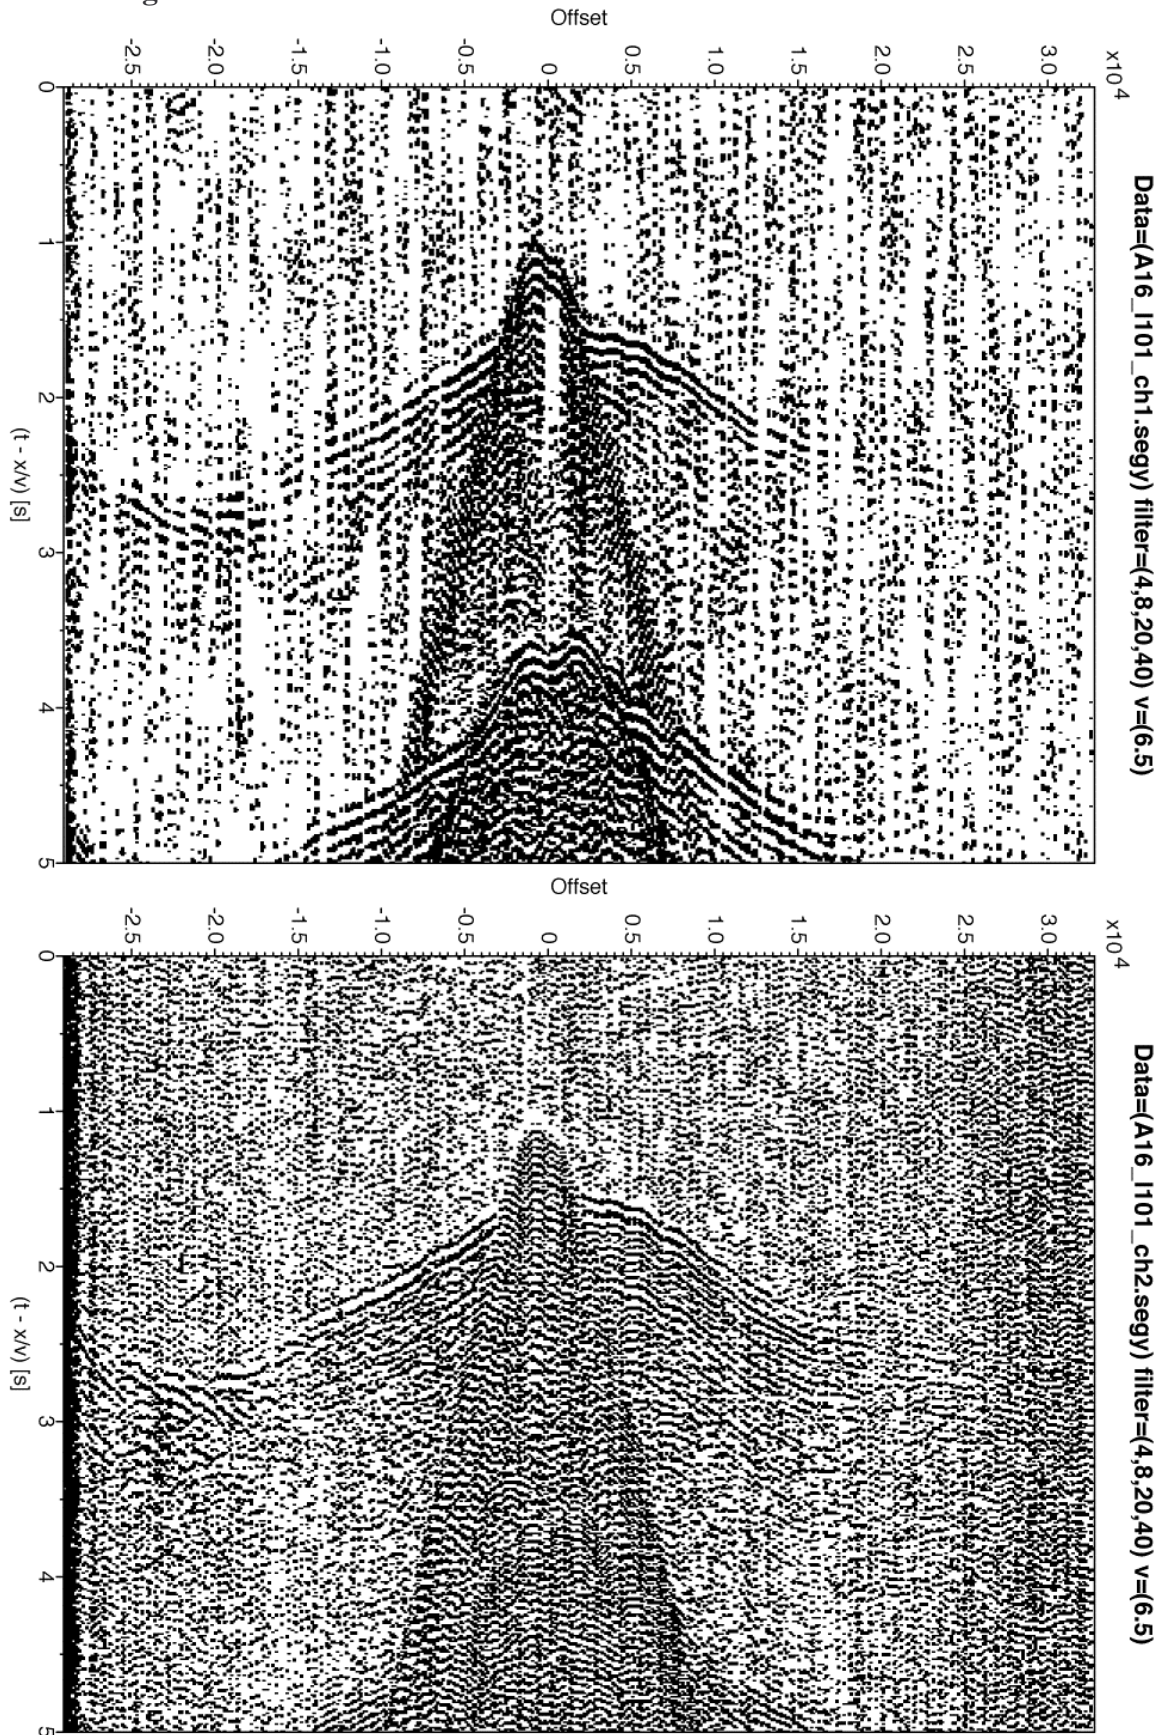 g
Data=(A16_I101_ch1.segy) filter=(4,8,20,40) v=(6.5)
x10^4
Offset
-2.5 -2.0 -1.5 -1.0 -0.5 0 0.5 1.0 1.5 2.0 2.5 3.0
0
1
2
3
4
5
(t - x/v) [s]
Data=(A16_I101_ch2.segy) filter=(4,8,20,40) v=(6.5)
x10^4
Offset
-2.5 -2.0 -1.5 -1.0 -0.5 0 0.5 1.0 1.5 2.0 2.5 3.0
0
1
2
3
4
5
(t - x/v) [s]